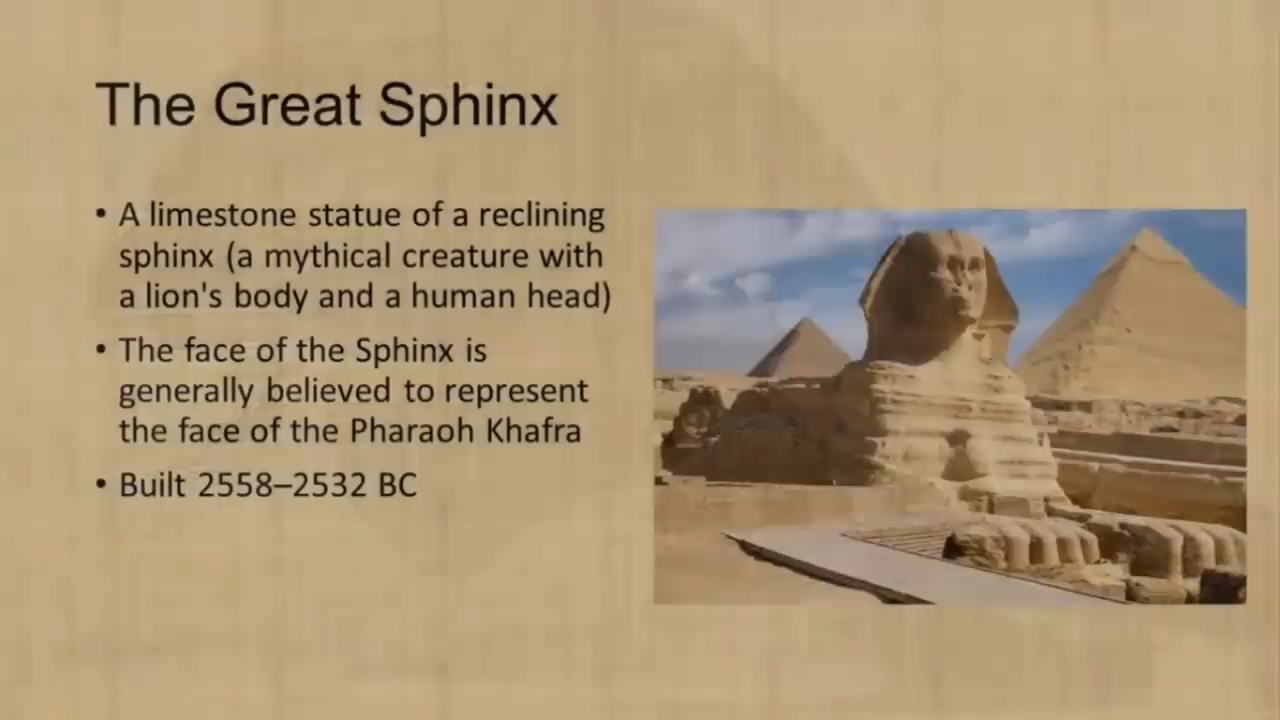 The Great Sphinx
• A limestone statue of a reclining
sphinx (a mythical creature with
a lion's body and a human head)
• The face of the Sphinx is
generally believed to represent
the face of the Pharaoh Khafra
• Built 2558–2532 BC